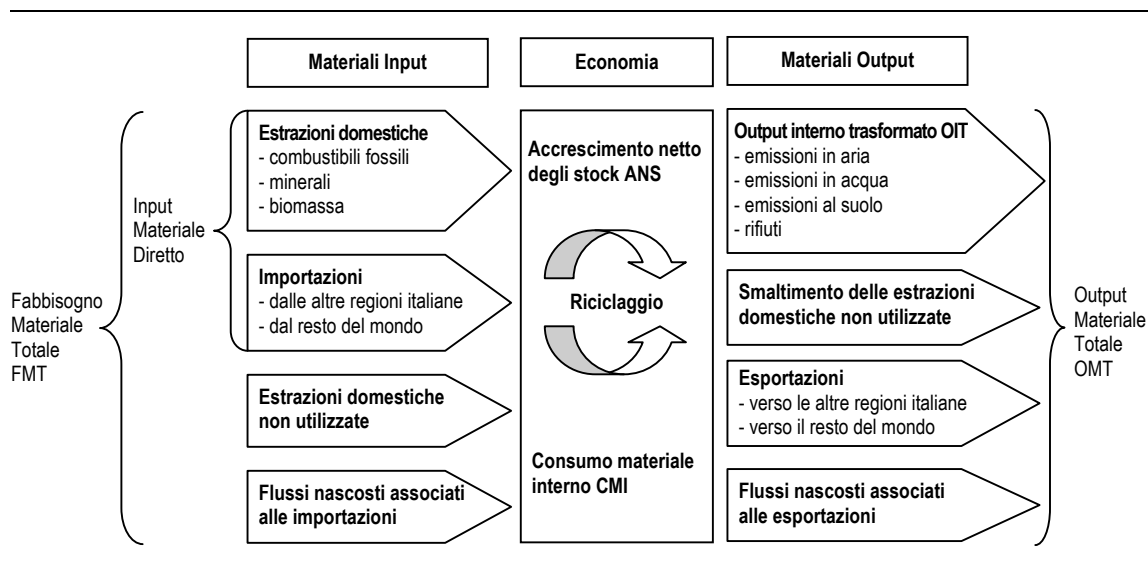 Materiali Input
Economia
Materiali Output
Fabbisogno
Materiale
Totale
FMT
Input
Materiale
Diretto
Estrazioni domestiche
- combustibili fossili
- minerali
- biomassa
Importazioni
- dalle altre regioni italiane
- dal resto del mondo
Estrazioni domestiche
non utilizzate
Flussi nascosti associati
alle importazioni
Accrescimento netto
degli stock ANS
Riciclaggio
Consumo materiale
interno CMI
Output interno trasformato OIT
- emissioni in aria
- emissioni in acqua
- emissioni al suolo
- rifiuti
Smaltimento delle estrazioni
domestiche non utilizzate
Esportazioni
- verso le altre regioni italiane
- verso il resto del mondo
Flussi nascosti associati
alle esportazioni
Output
Materiale
Totale
OMT